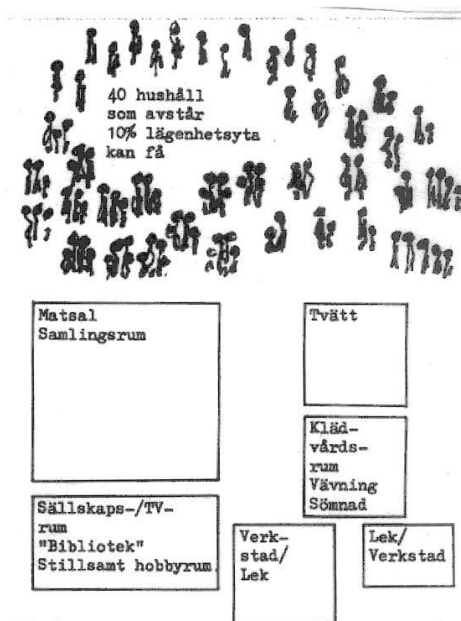 40 hushåll
som avstår
10% lägenhetsyta
kan få
Matsal
Samlingsrum
Tvätt
Kläd-
vårds-
rum
Vävning
Sömnad
Sällskaps-/TV-
rum
"Bibliotek"
Stillsamt hobbyrum
Verk-
stad/
Lek
Lek/
Verkstad